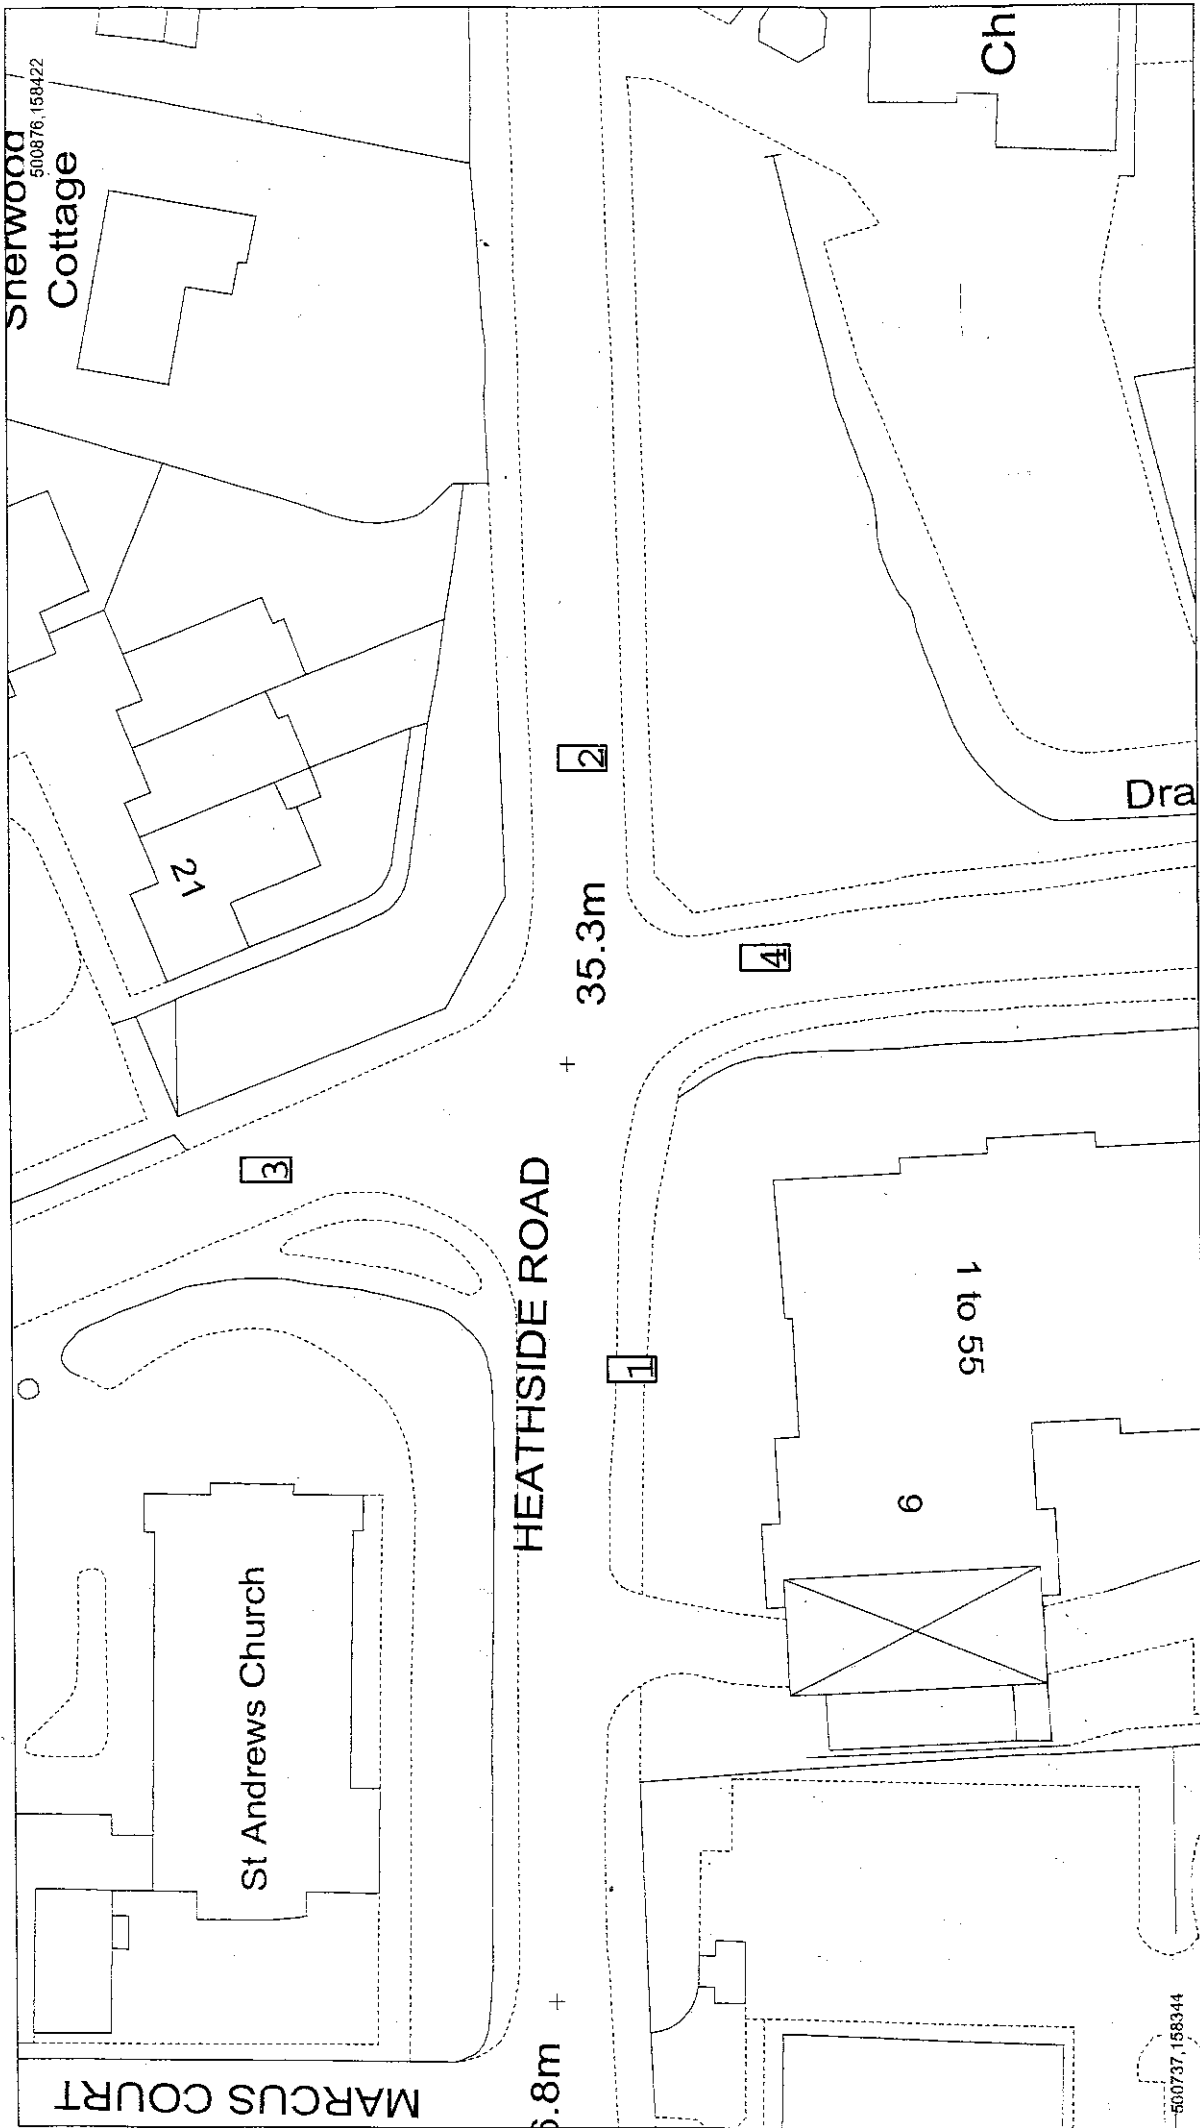 Sherwood
Cottage
500876,158422
21
2
35.3m
4
3
HEATHSIDE ROAD
1
1 to 55
9
St Andrews Church
MARCUS COURT
6.8m
500737,158344
Ch
Dra